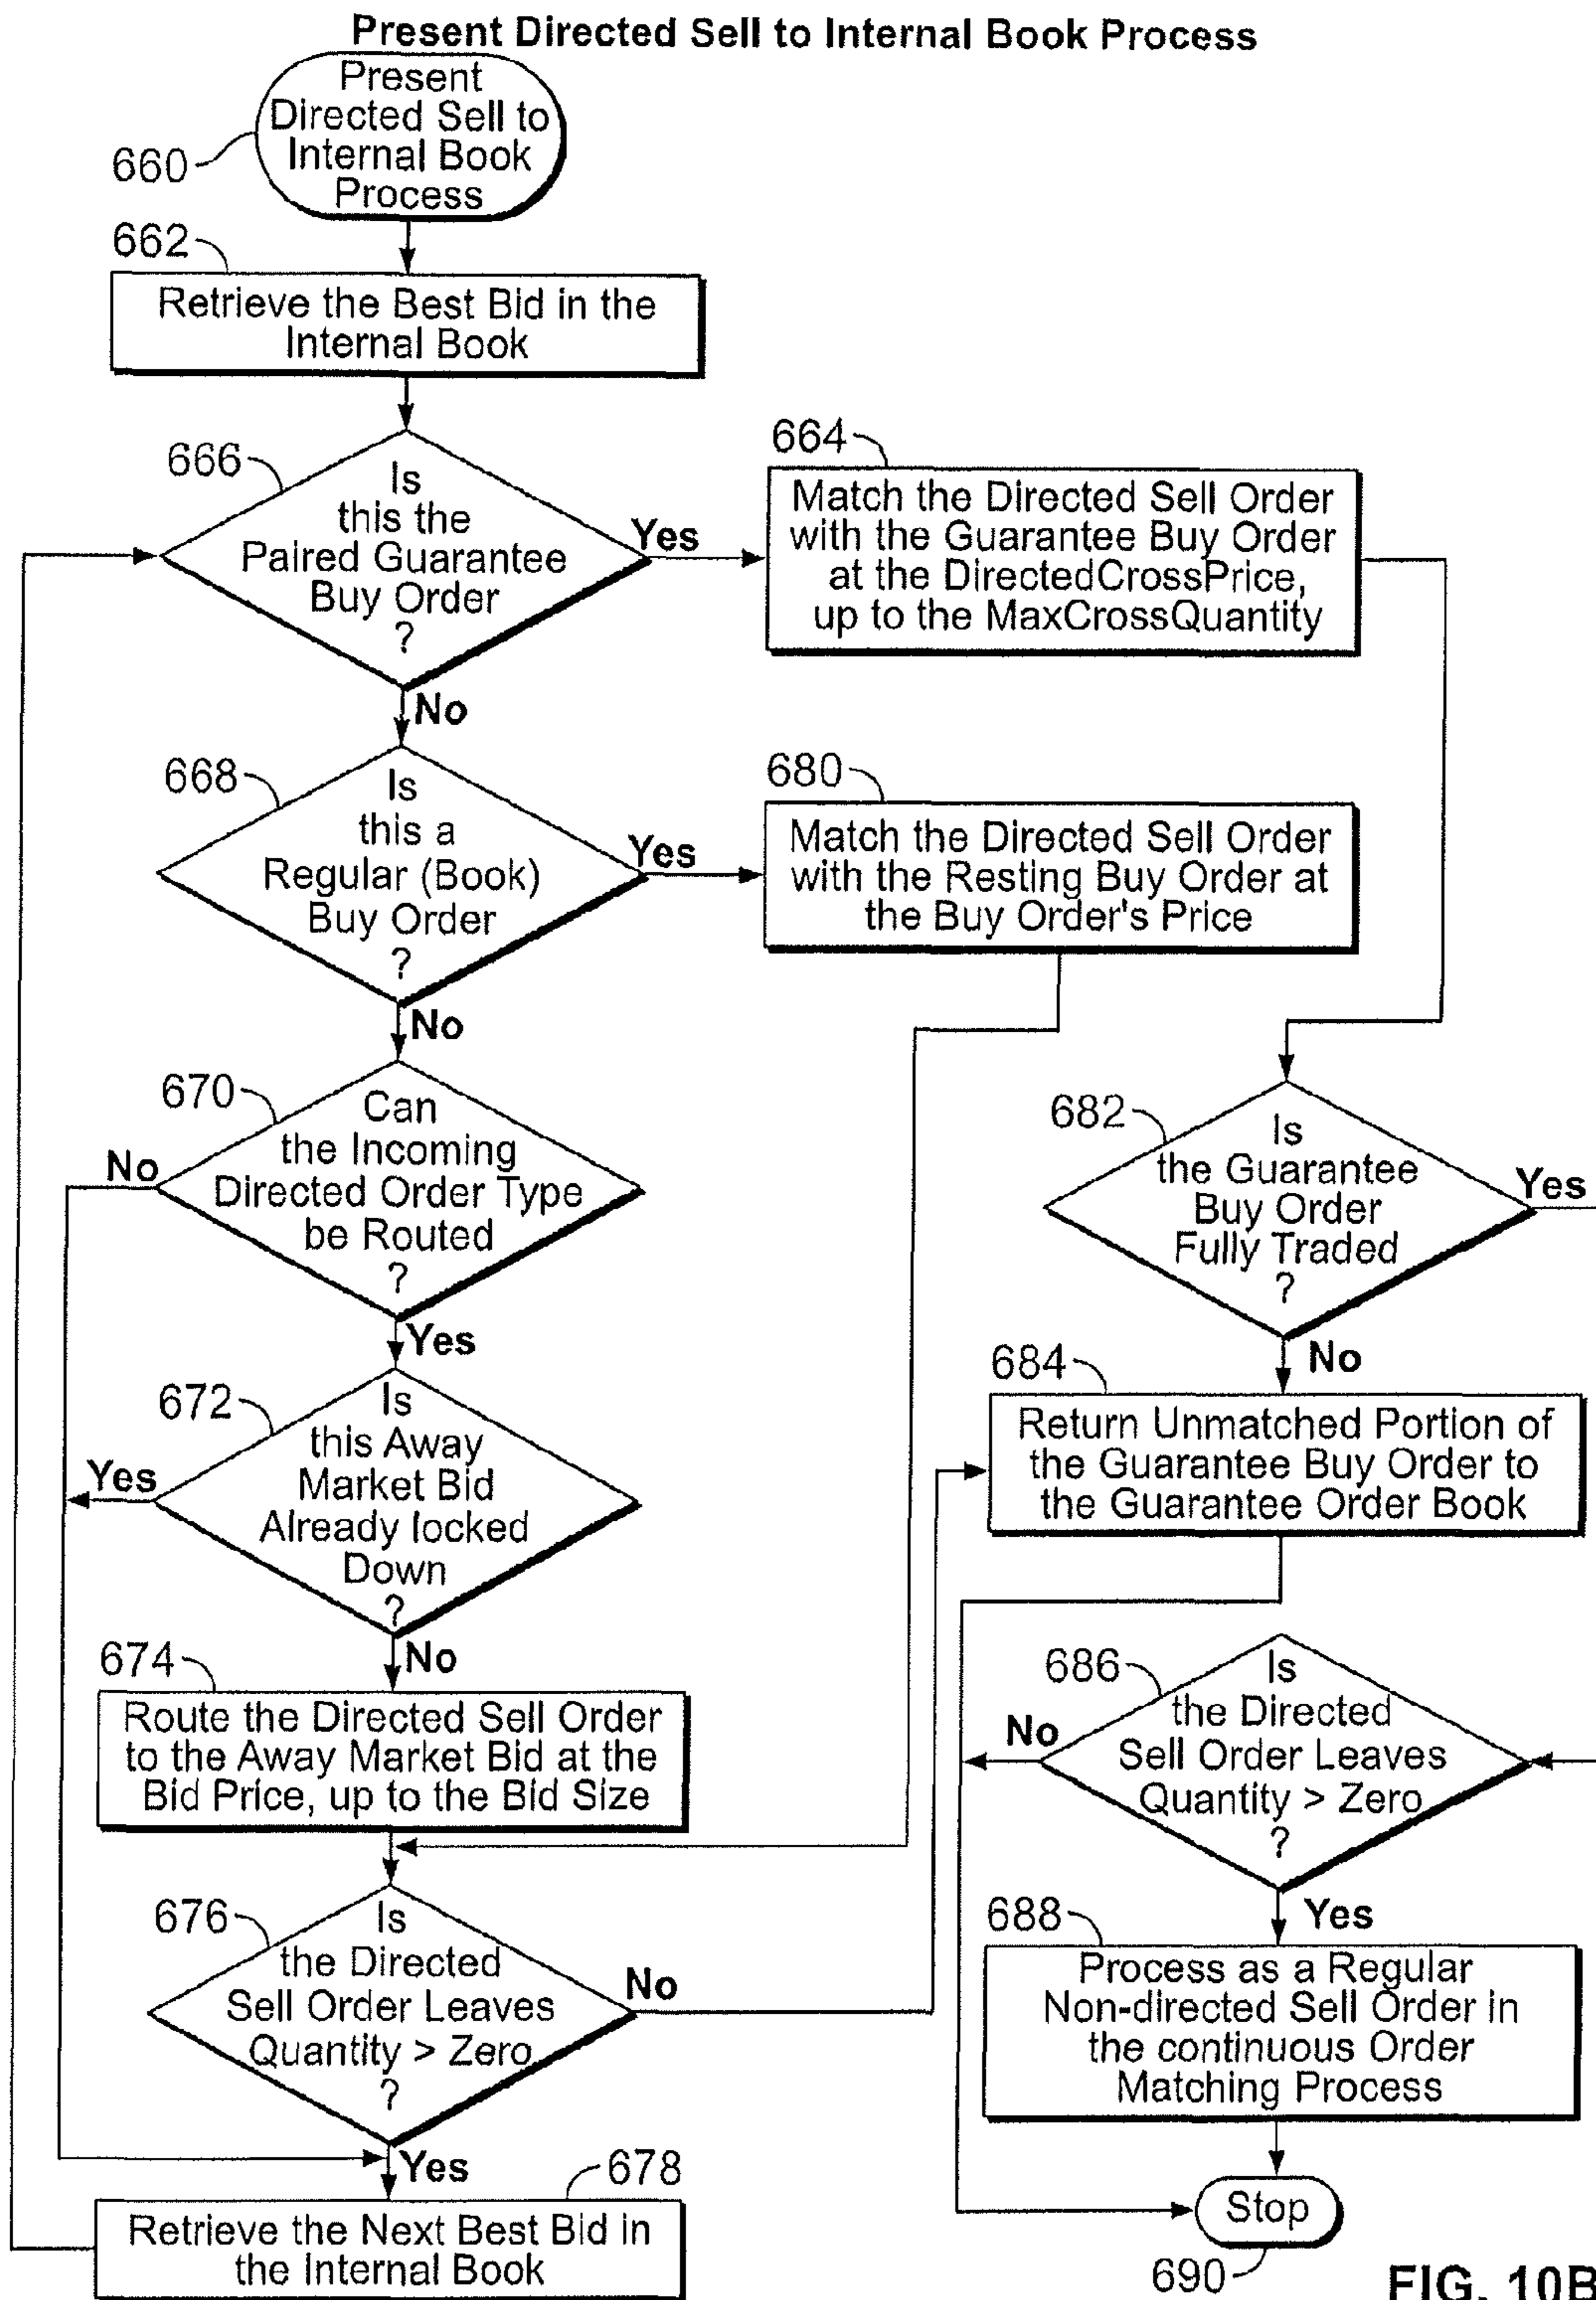 Present Directed Sell to Internal Book Process
Present
Directed Sell to
Internal Book
Process
660
662
Retrieve the Best Bid in the
Internal Book
666
Is
this the
Paired Guarantee
Buy Order
?
Yes
No
664
Match the Directed Sell Order
with the Guarantee Buy Order
at the DirectedCrossPrice,
up to the MaxCrossQuantity
668
Is
this a
Regular (Book)
Buy Order
?
Yes
No
680
Match the Directed Sell Order
with the Resting Buy Order at
the Buy Order's Price
670
Can
the Incoming
Directed Order Type
be Routed
?
No
Yes
682
Is
the Guarantee
Buy Order
Fully Traded
?
Yes
No
672
Is
this Away
Market Bid
Already locked
Down
?
Yes
No
684
Return Unmatched Portion of
the Guarantee Buy Order to
the Guarantee Order Book
674
Route the Directed Sell Order
to the Away Market Bid at the
Bid Price, up to the Bid Size
686
Is
the Directed
Sell Order Leaves
Quantity > Zero
?
No
Yes
676
Is
the Directed
Sell Order Leaves
Quantity > Zero
?
No
Yes
688
Process as a Regular
Non-directed Sell Order in
the continuous Order
Matching Process
678
Retrieve the Next Best Bid in
the Internal Book
Stop
690
FIG. 10B